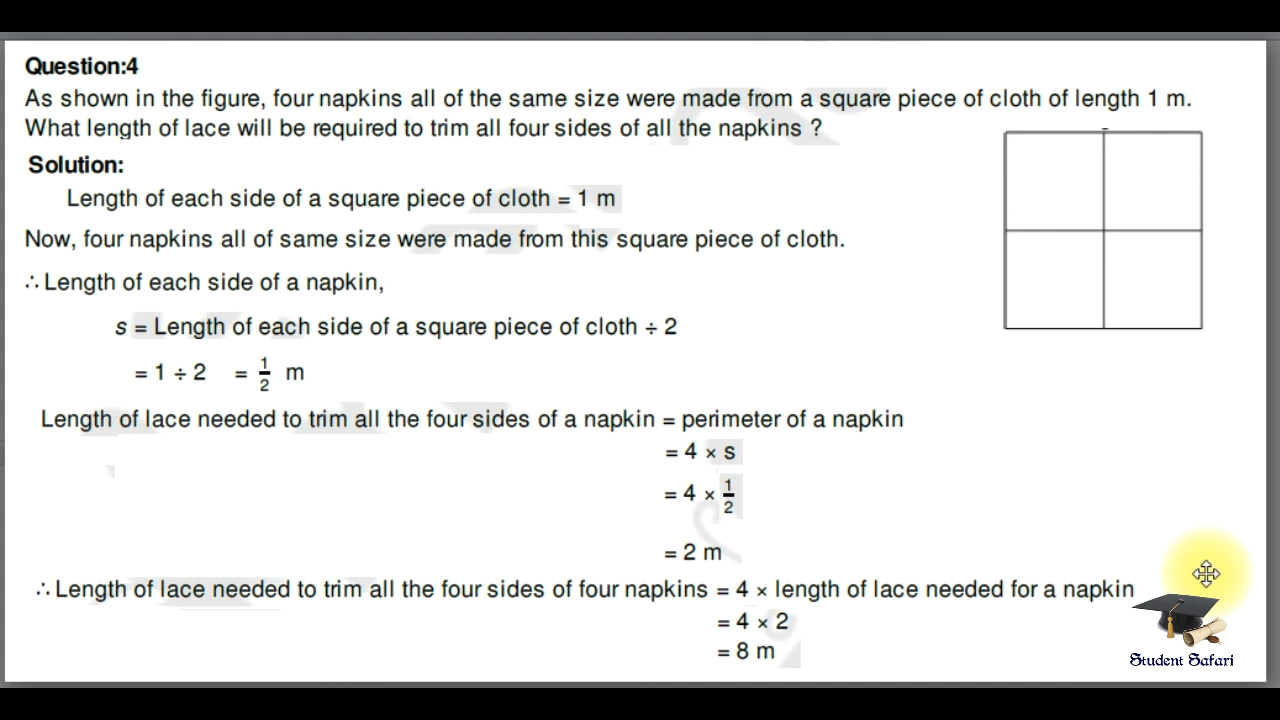 Question:4
As shown in the figure, four napkins all of the same size were made from a square piece of cloth of length 1 m.
What length of lace will be required to trim all four sides of all the napkins ?
Solution:
Length of each side of a square piece of cloth = 1 m
Now, four napkins all of same size were made from this square piece of cloth.
∴ Length of each side of a napkin,
s = Length of each side of a square piece of cloth ÷ 2
= 1 ÷ 2 = 1/2 m
Length of lace needed to trim all the four sides of a napkin = perimeter of a napkin
= 4 × s
= 4 × 1/2
= 2 m
∴ Length of lace needed to trim all the four sides of four napkins = 4 × length of lace needed for a napkin
= 4 × 2
= 8 m
Student Safari